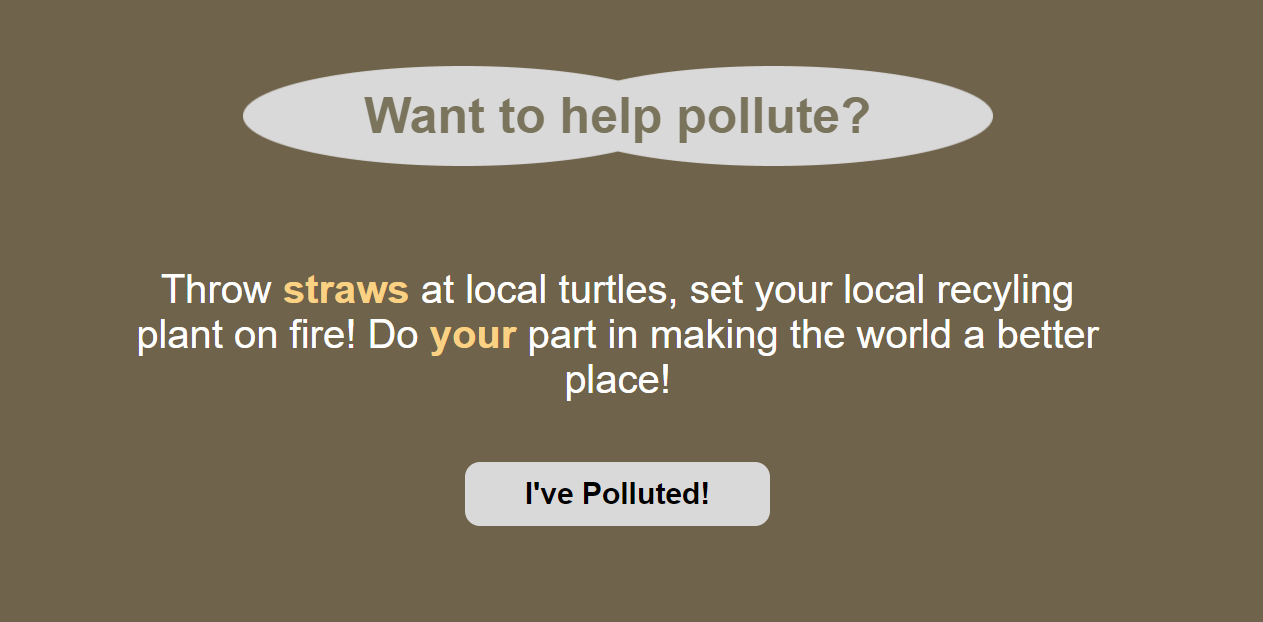 Want to help pollute?
Throw straws at local turtles, set your local recyling
plant on fire! Do your part in making the world a better
place!
I've Polluted!